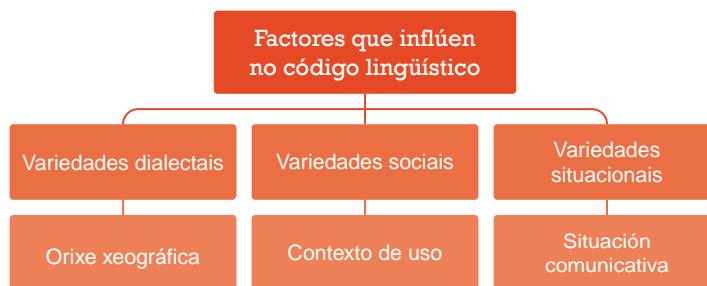 Factores que inflúen
no código lingüístico
Variedades dialectais
Variedades sociais
Variedades
situacionais
Orixe xeográfica
Contexto de uso
Situación
comunicativa